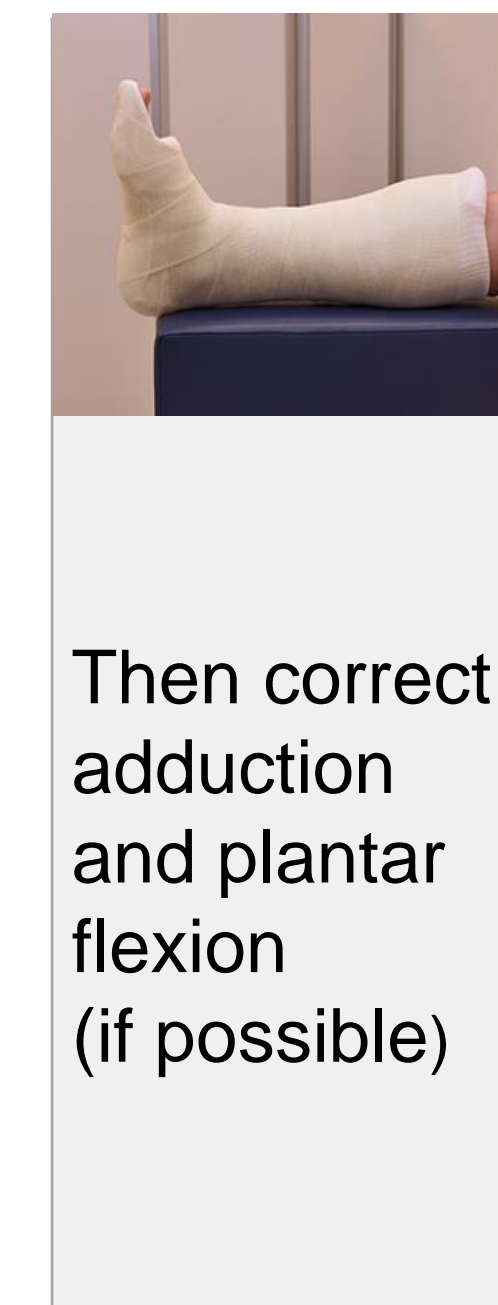 Then correct
adduction
and plantar
flexion
(if possible)